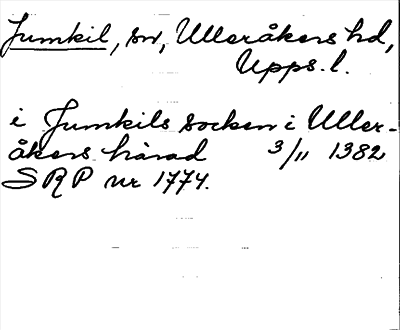 Jumkil, sn, Ulleråkers hd,
Upps. l.
i Jumkils socken i Uller-
åkers härad 3/11 1382
SRP nr 1774.